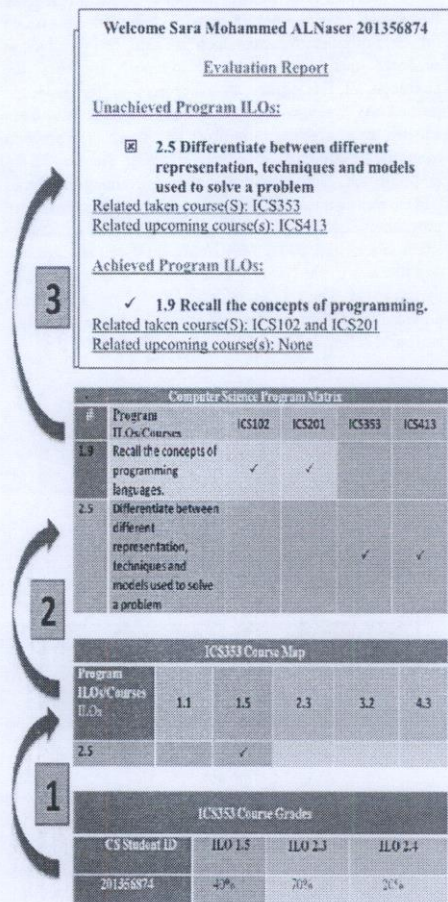 Welcome Sara Mohammed ALNaser 201356874
Evaluation Report
Unachieved Program ILOs:
☒ 2.5 Differentiate between different
representation, techniques and models
used to solve a problem
Related taken course(S): ICS353
Related upcoming course(s): ICS413
Achieved Program ILOs:
✓ 1.9 Recall the concepts of programming.
Related taken course(S): ICS102 and ICS201
Related upcoming course(s): None
3
Computer Science Program Matrix
# Program ILOs/Courses ICS102 ICS201 ICS353 ICS413
1.9 Recall the concepts of
programming ✓ ✓
languages.
2.5 Differentiate between
different
representation,
techniques and ✓ ✓
models used to solve
a problem
2
ICS353 Course Map
Program
ILOs/Courses 1.1 1.5 2.3 3.2 4.3
ILOs
2.5 ✓
1
ICS353 Course Grades
CS Student ID ILO 1.5 ILO 2.3 ILO 2.4
201356874 40% 70% 20%